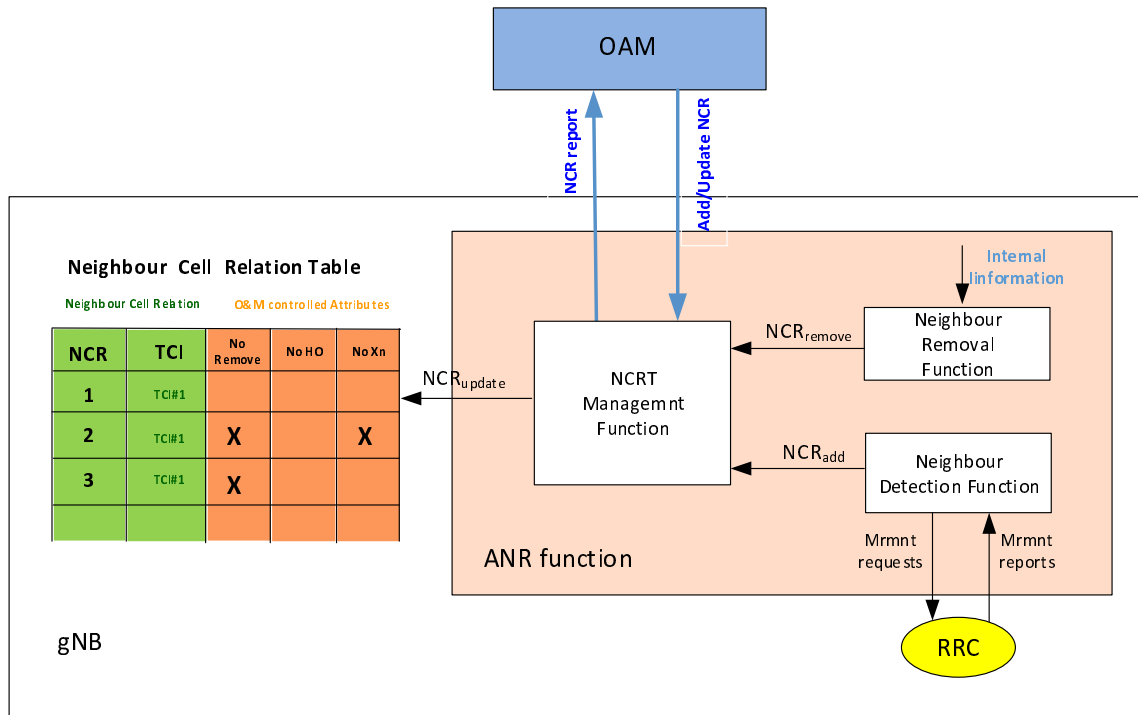 OAM
NCR report
Add/Update NCR
Neighbour Cell Relation Table
Neighbour Cell Relation
O&M controlled Attributes
NCR TCI No Remove No HO No Xn
1 TCI#1
2 TCI#1 X X
3 TCI#1 X
NCRupdate
NCRT
Managemnt
Function
NCRremove
NCRadd
Internal
Iinformation
Neighbour
Removal
Function
Neighbour
Detection Function
Mrmnt
requests
Mrmnt
reports
ANR function
RRC
gNB